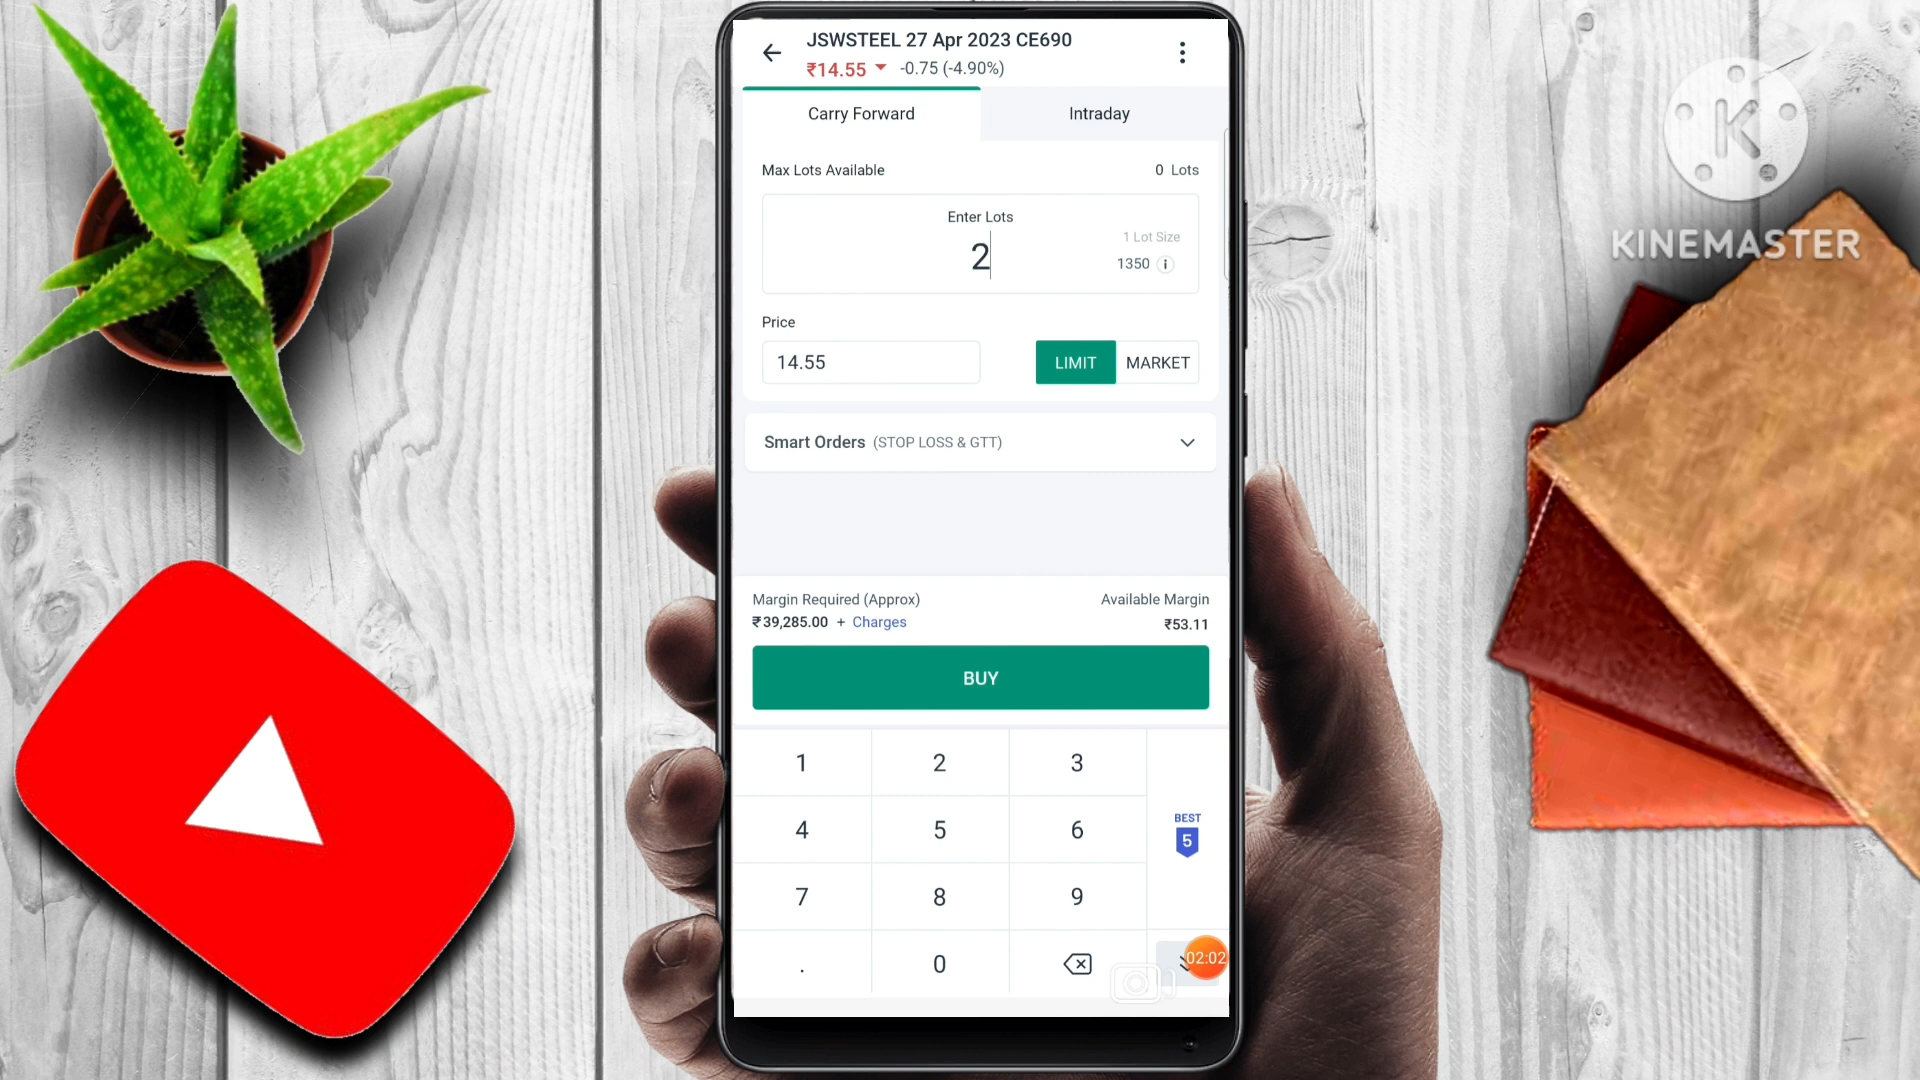 JSWSTEEL 27 Apr 2023 CE690
₹14.55 -0.75 (-4.90%)
Carry Forward Intraday
Max Lots Available 0 Lots
Enter Lots
1 Lot Size
2
1350
Price
14.55 LIMIT MARKET
Smart Orders (STOP LOSS & GTT)
Margin Required (Approx) Available Margin
₹39,285.00 + Charges ₹53.11
BUY
1 2 3
4 5 6
BEST
5
7 8 9
. 0
02:02
K
KINEMASTER